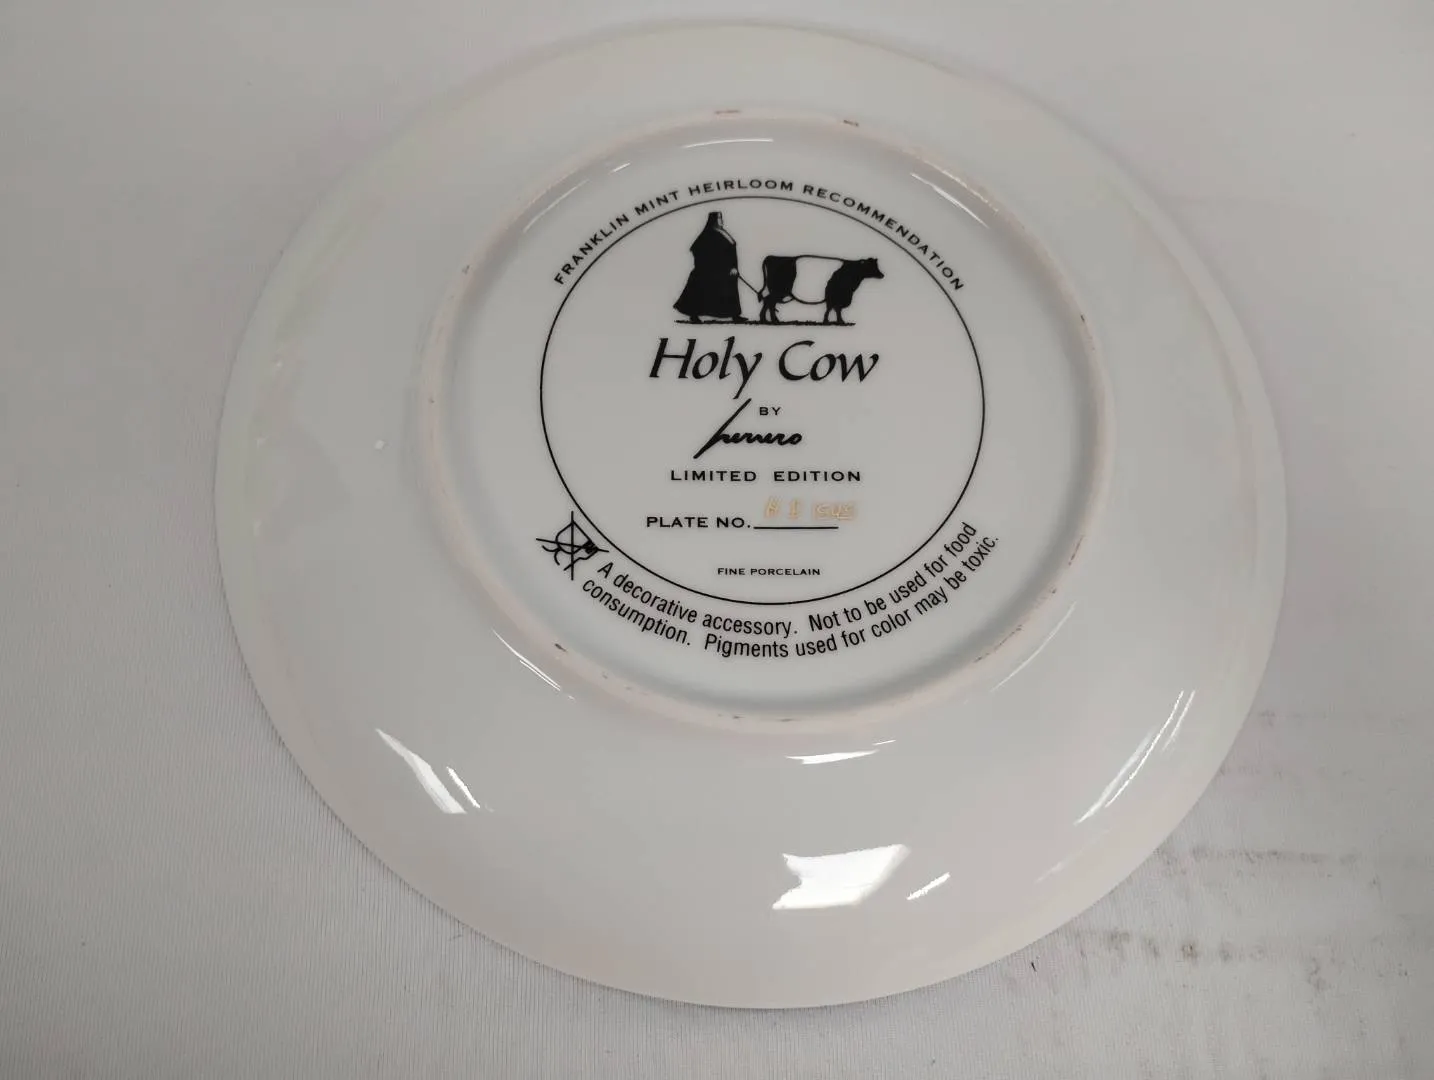 FRANKLIN MINT HEIRLOOM RECOMMENDATION
Holy Cow
BY
herrero
LIMITED EDITION
PLATE NO.
FINE PORCELAIN
A decorative accessory. Not to be used for food
consumption. Pigments used for color may be toxic.